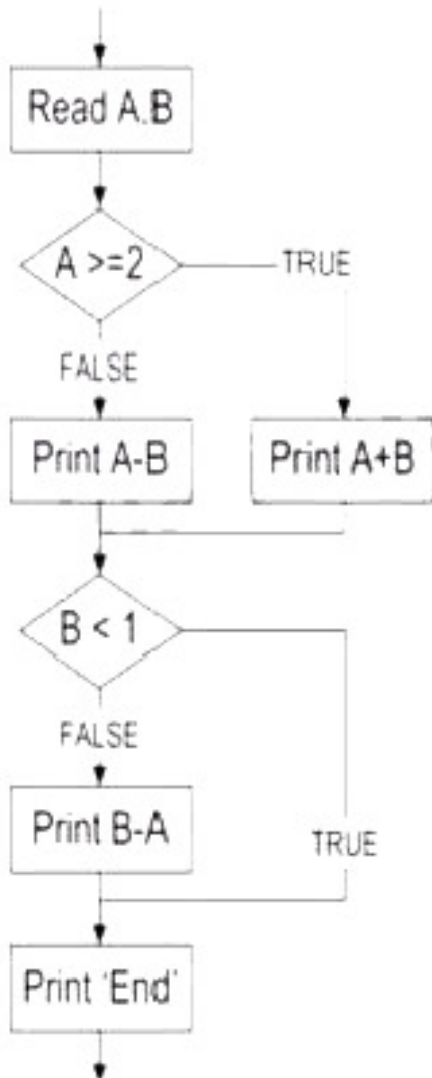 Read A.B
A >=2
TRUE
FALSE
Print A-B
Print A+B
B < 1
FALSE
Print B-A
TRUE
Print 'End'